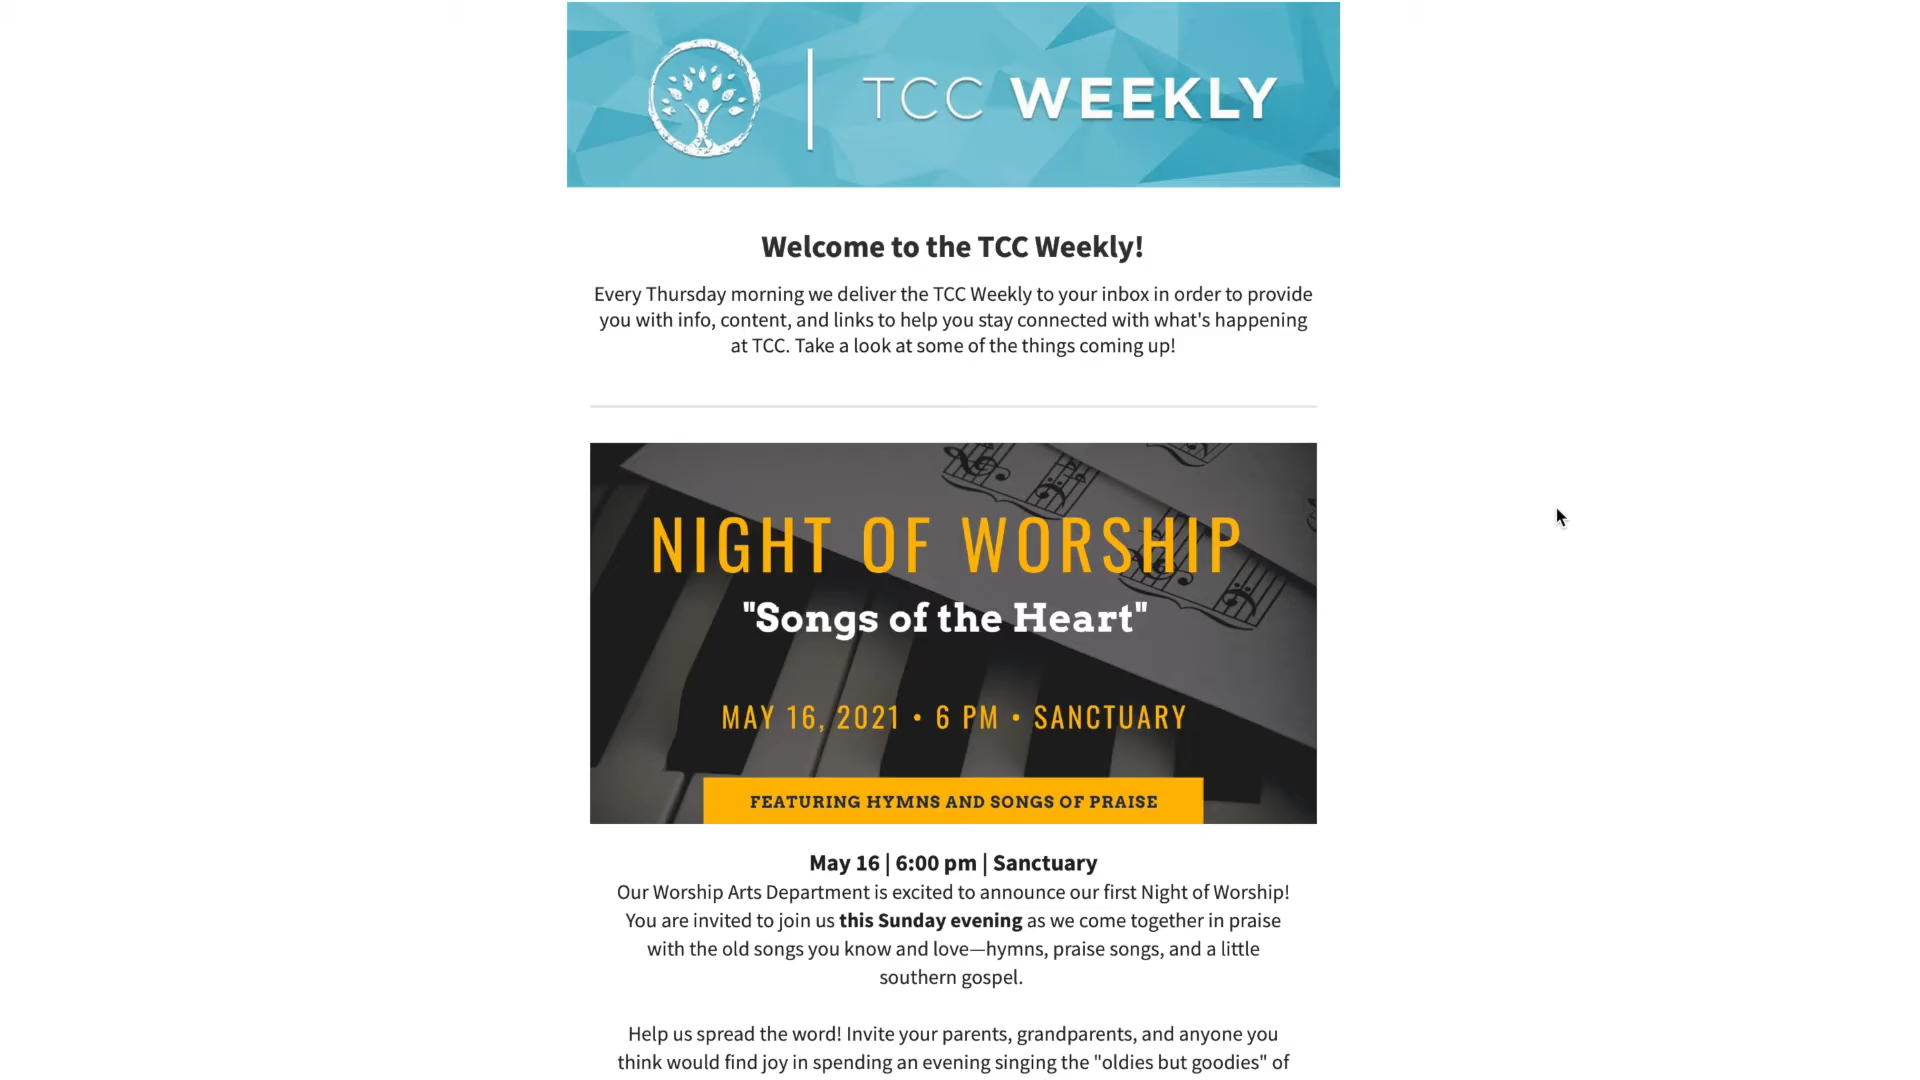 TCC WEEKLY
Welcome to the TCC Weekly!
Every Thursday morning we deliver the TCC Weekly to your inbox in order to provide
you with info, content, and links to help you stay connected with what's happening
at TCC. Take a look at some of the things coming up!
NIGHT OF WORSHIP
"Songs of the Heart"
MAY 16, 2021 • 6 PM • SANCTUARY
FEATURING HYMNS AND SONGS OF PRAISE
May 16 | 6:00 pm | Sanctuary
Our Worship Arts Department is excited to announce our first Night of Worship!
You are invited to join us this Sunday evening as we come together in praise
with the old songs you know and love—hymns, praise songs, and a little
southern gospel.
Help us spread the word! Invite your parents, grandparents, and anyone you
think would find joy in spending an evening singing the "oldies but goodies" of